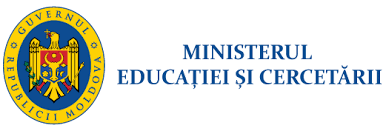 GUVERNUL
REPUBLICII MOLDOVA
MINISTERUL
EDUCAȚIEI ȘI CERCETĂRII